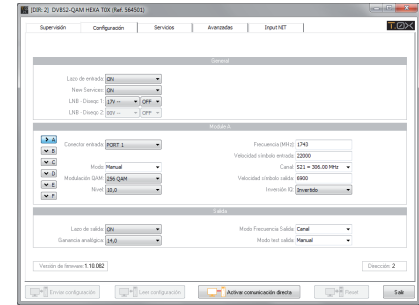 [DIR: 2] DVBS2-QAM HEXA TOX (Ref. 564501)
Supervisión Configuración Servicios Avanzadas Input NIT T.0X
General
Lazo de entrada: ON
New Services: ON
LNB - Diseqc 1: 17V -- OFF
LNB - Diseqc 2: 00V -- OFF
Modulo A
A
B
C
D
E
F
Conector entrada: PORT 1
Modo: Manual
Modulación QAM: 256 QAM
Nivel: 10,0
Frecuencia (MHz): 1743
Velocidad símbolo entrada: 22000
Canal: S21 = 306.00 MHz
Velocidad símbolo salida: 6900
Inversión IQ: Invertido
Salida
Lazo de salida: ON
Ganancia analógica: 14,0
Modo Frecuencia Salida: Canal
Modo test salida: Manual
Versión de firmware: 1.10.082
Dirección: 2
Enviar configuración Leer configuración Activar comunicación directa Reset Salir